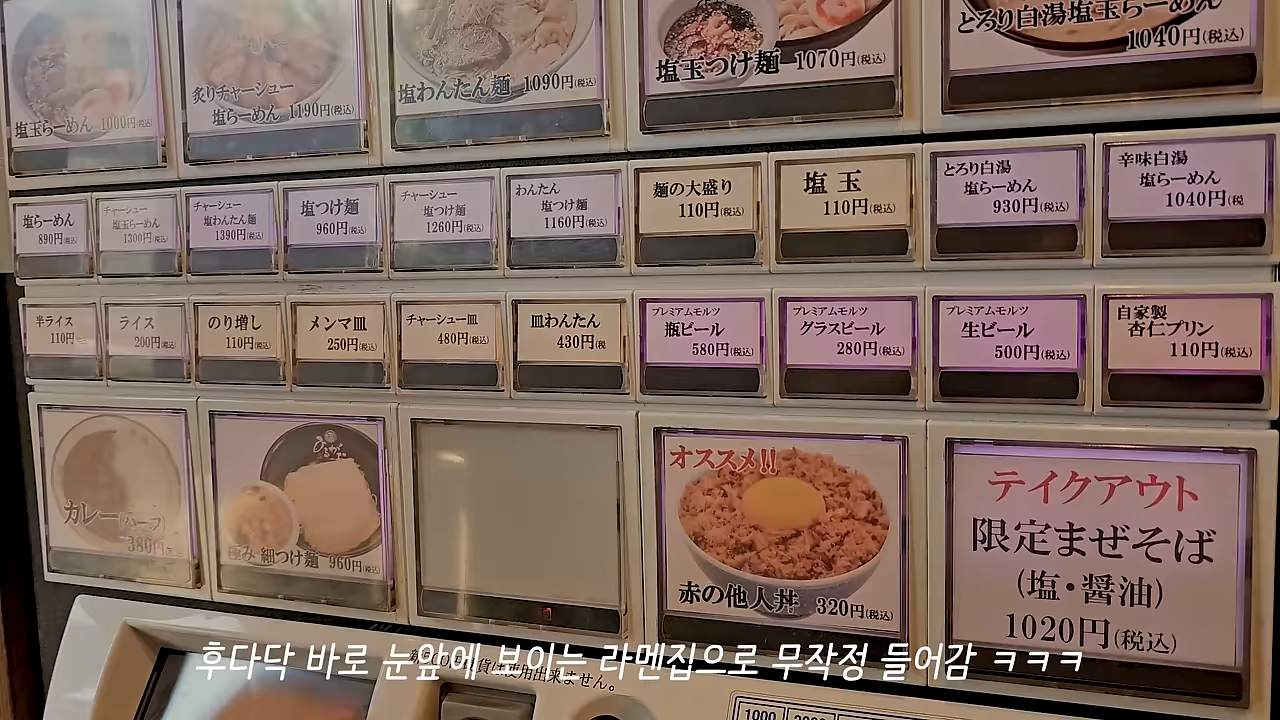 塩玉らーめん 1000円(税込)
炙りチャーシュー
塩らーめん 1190円(税込)
塩わんたん麺 1090円(税込)
塩玉つけ麺 1070円(税込)
とろり白湯塩玉らーめん
1040円(税込)
塩らーめん
890円(税込)
チャーシュー
塩玉らーめん
1300円(税込)
チャーシュー
塩わんたん麺
1390円(税込)
塩つけ麺
960円(税込)
チャーシュー
塩つけ麺
1260円(税込)
わんたん
塩つけ麺
1160円(税込)
麺の大盛り
110円(税込)
塩玉
110円(税込)
とろり白湯
塩らーめん
930円(税込)
辛味白湯
塩らーめん
1040円(税
半ライス
110円
ライス
200円(税込)
のり増し
110円(税込)
メンマ皿
250円(税込)
チャーシュー皿
480円(税込)
皿わんたん
430円(税
プレミアムモルツ
瓶ビール
580円(税込)
プレミアムモルツ
グラスビール
280円(税込)
プレミアムモルツ
生ビール
500円(税込)
自家製
杏仁プリン
110円(税込)
カレー(ハーフ)
380円
極み 細つけ麺 960円(税込)
オススメ!!
赤の他人丼 320円(税込)
テイクアウト
限定まぜそば
(塩・醤油)
1020円(税込)
후다닥 바로 눈앞에 보이는 라멘집으로 무작정 들어감 ㅋㅋㅋ
使用出来ません。
1000